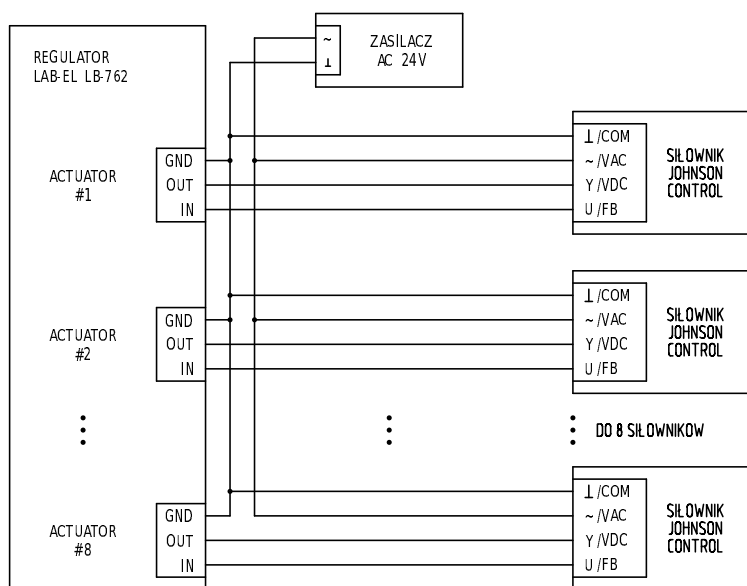 REGULATOR
LAB-EL LB-762
ZASILACZ
AC 24V
~
⊥
ACTUATOR
#1
GND
OUT
IN
⊥/COM
~/VAC
Y/VDC
U/FB
SIŁOWNIK
JOHNSON
CONTROL
ACTUATOR
#2
GND
OUT
IN
⊥/COM
~/VAC
Y/VDC
U/FB
SIŁOWNIK
JOHNSON
CONTROL
DO 8 SIŁOWNIKÓW
ACTUATOR
#8
GND
OUT
IN
⊥/COM
~/VAC
Y/VDC
U/FB
SIŁOWNIK
JOHNSON
CONTROL